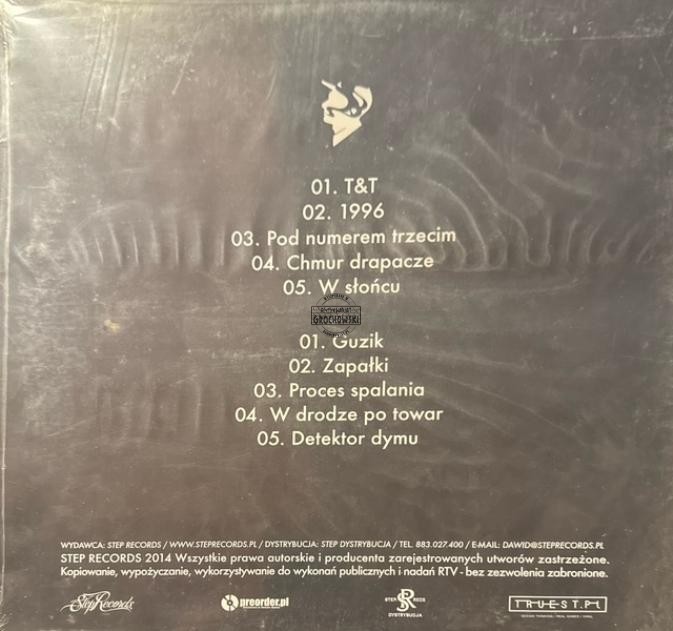 01. T&T
02. 1996
03. Pod numerem trzecim
04. Chmur drapacze
05. W słońcu
GROCHOWSKI
01. Guzik
02. Zapałki
03. Proces spalania
04. W drodze po towar
05. Detektor dymu
WYDAWCA: STEP RECORDS / WWW.STEPRECORDS.PL / DYSTRYBUCJA: STEP DYSTRYBUCJA / TEL. 883.027.400 / E-MAIL: DAWID@STEPRECORDS.PL
STEP RECORDS 2014 Wszystkie prawa autorskie i producenta zarejestrowanych utworów zastrzeżone.
Kopiowanie, wypożyczanie, wykorzystywanie do wykonań publicznych i nadań RTV - bez zezwolenia zabronione.
Step Records
preorder.pl
STEP RECS
DYSTRYBUCJA
TRUEST.PL